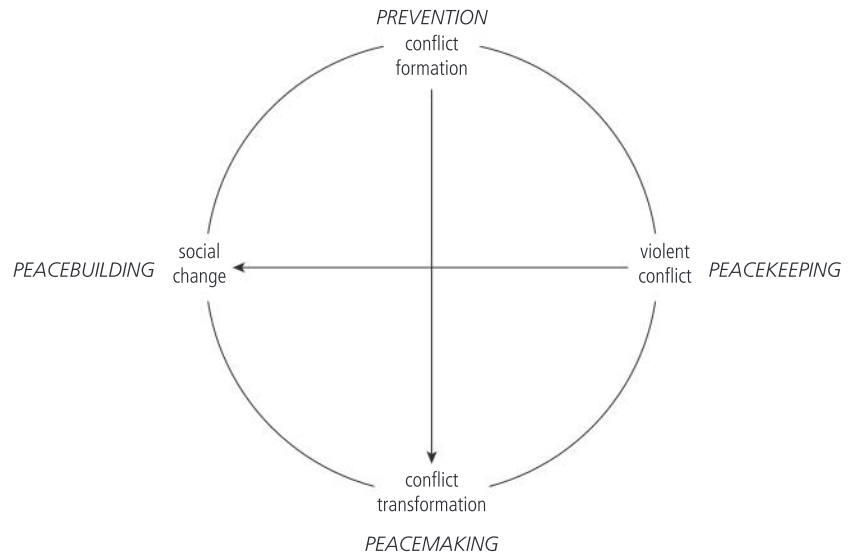 PREVENTION
conflict
formation
social
change
PEACEBUILDING
violent
conflict
PEACEKEEPING
conflict
transformation
PEACEMAKING